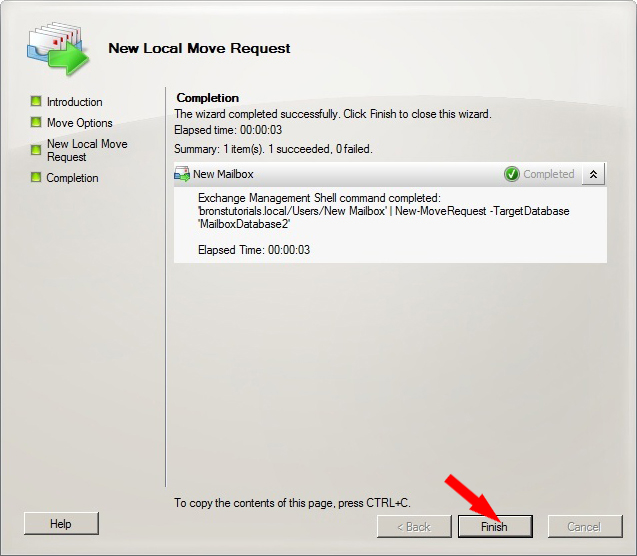 New Local Move Request
Introduction
Move Options
New Local Move
Request
Completion
Completion
The wizard completed successfully. Click Finish to close this wizard.
Elapsed time: 00:00:03
Summary: 1 item(s). 1 succeeded, 0 failed.
New Mailbox Completed
Exchange Management Shell command completed:
'bronstutorials.local/Users/New Mailbox' | New-MoveRequest -TargetDatabase
'MailboxDatabase2'
Elapsed Time: 00:00:03
To copy the contents of this page, press CTRL+C.
Help < Back Finish Cancel